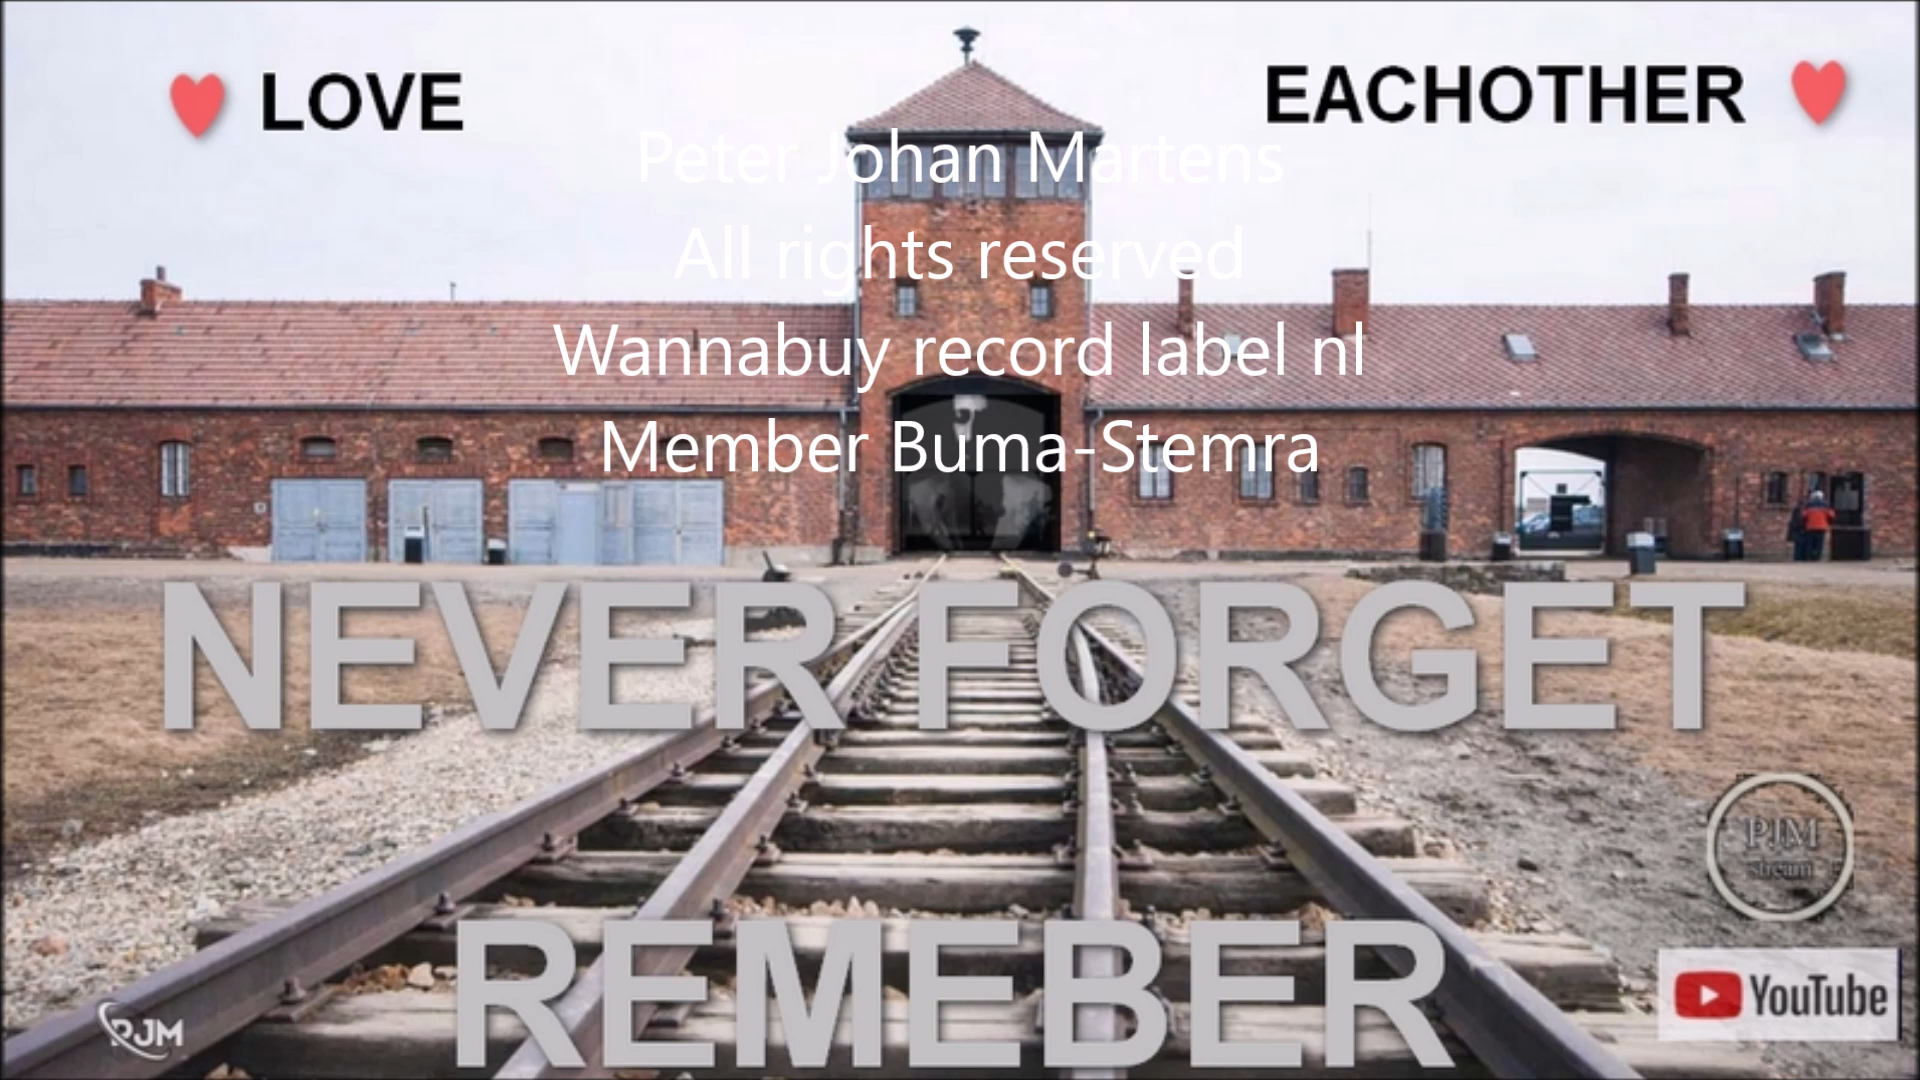 LOVE EACHOTHER
Peter Johan Martens
All rights reserved
Wannabuy record label nl
Member Buma-Stemra
NEVER FORGET
PJM
stream
REMEBER
YouTube
PJM